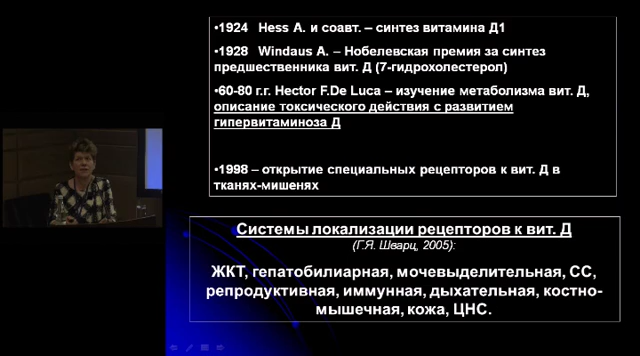 •1924 Hess A. и соавт. – синтез витамина Д1
•1928 Windaus A. – Нобелевская премия за синтез
предшественника вит. Д (7-гидрохолестерол)
•60-80 г.г. Hector F.De Luca – изучение метаболизма вит. Д,
описание токсического действия с развитием
гипервитаминоза Д
•1998 – открытие специальных рецепторов к вит. Д в
тканях-мишенях
Системы локализации рецепторов к вит. Д
(Г.Я. Шварц, 2005):
ЖКТ, гепатобилиарная, мочевыделительная, СС,
репродуктивная, иммунная, дыхательная, костно-
мышечная, кожа, ЦНС.